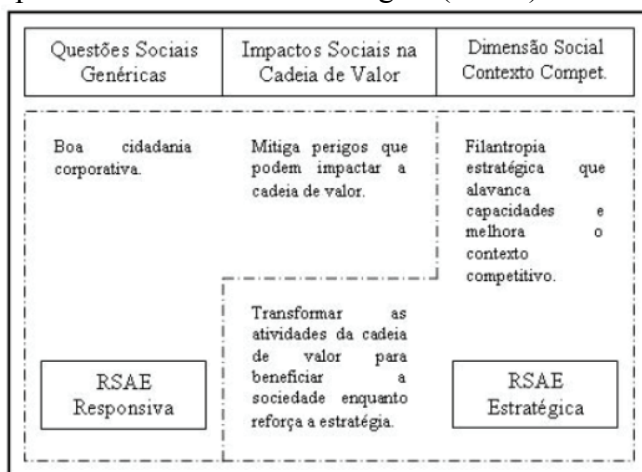 Questões Sociais
Genéricas
Impactos Sociais na
Cadeia de Valor
Dimensão Social
Contexto Compet.
Boa cidadania
corporativa.
Mitiga perigos que
podem impactar a
cadeia de valor.
Filantropia
estratégica que
alavanca
capacidades e
melhora o
contexto
competitivo.
Transformar as
atividades da cadeia
de valor para
beneficiar a
sociedade enquanto
reforça a estratégia.
RSAE
Responsiva
RSAE
Estratégica